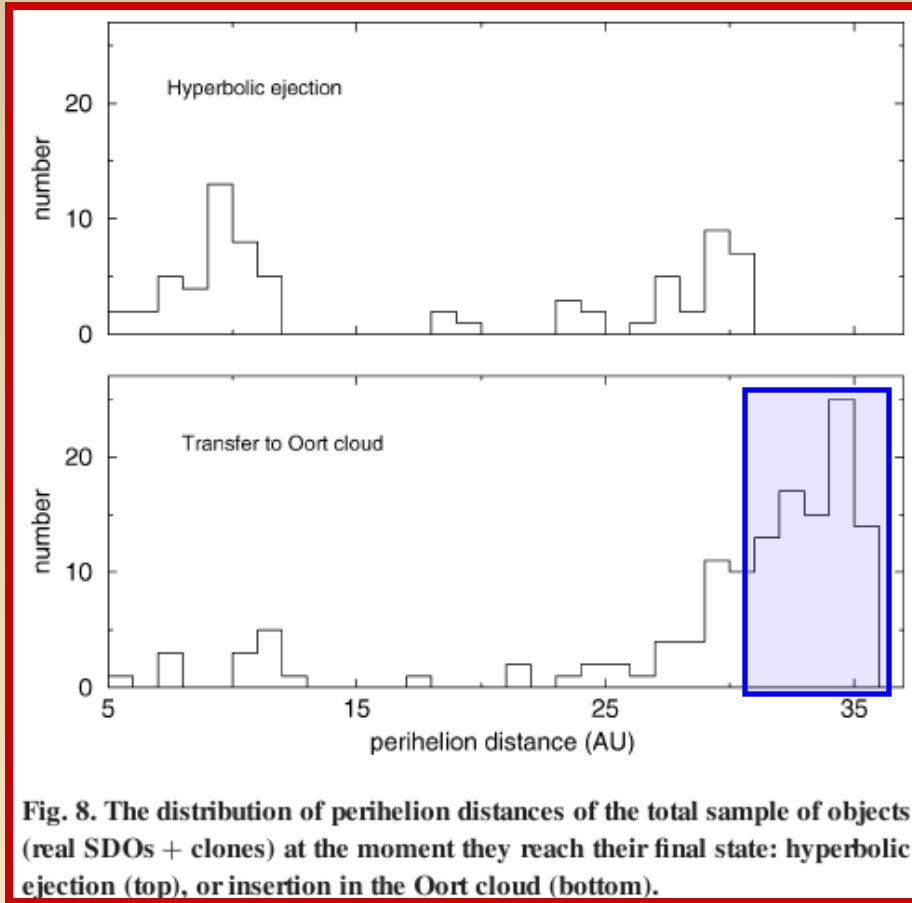 Hyperbolic ejection
number
20
10
0
Transfer to Oort cloud
number
20
10
0
5 15 25 35
perihelion distance (AU)
Fig. 8. The distribution of perihelion distances of the total sample of objects
(real SDOs + clones) at the moment they reach their final state: hyperbolic
ejection (top), or insertion in the Oort cloud (bottom).